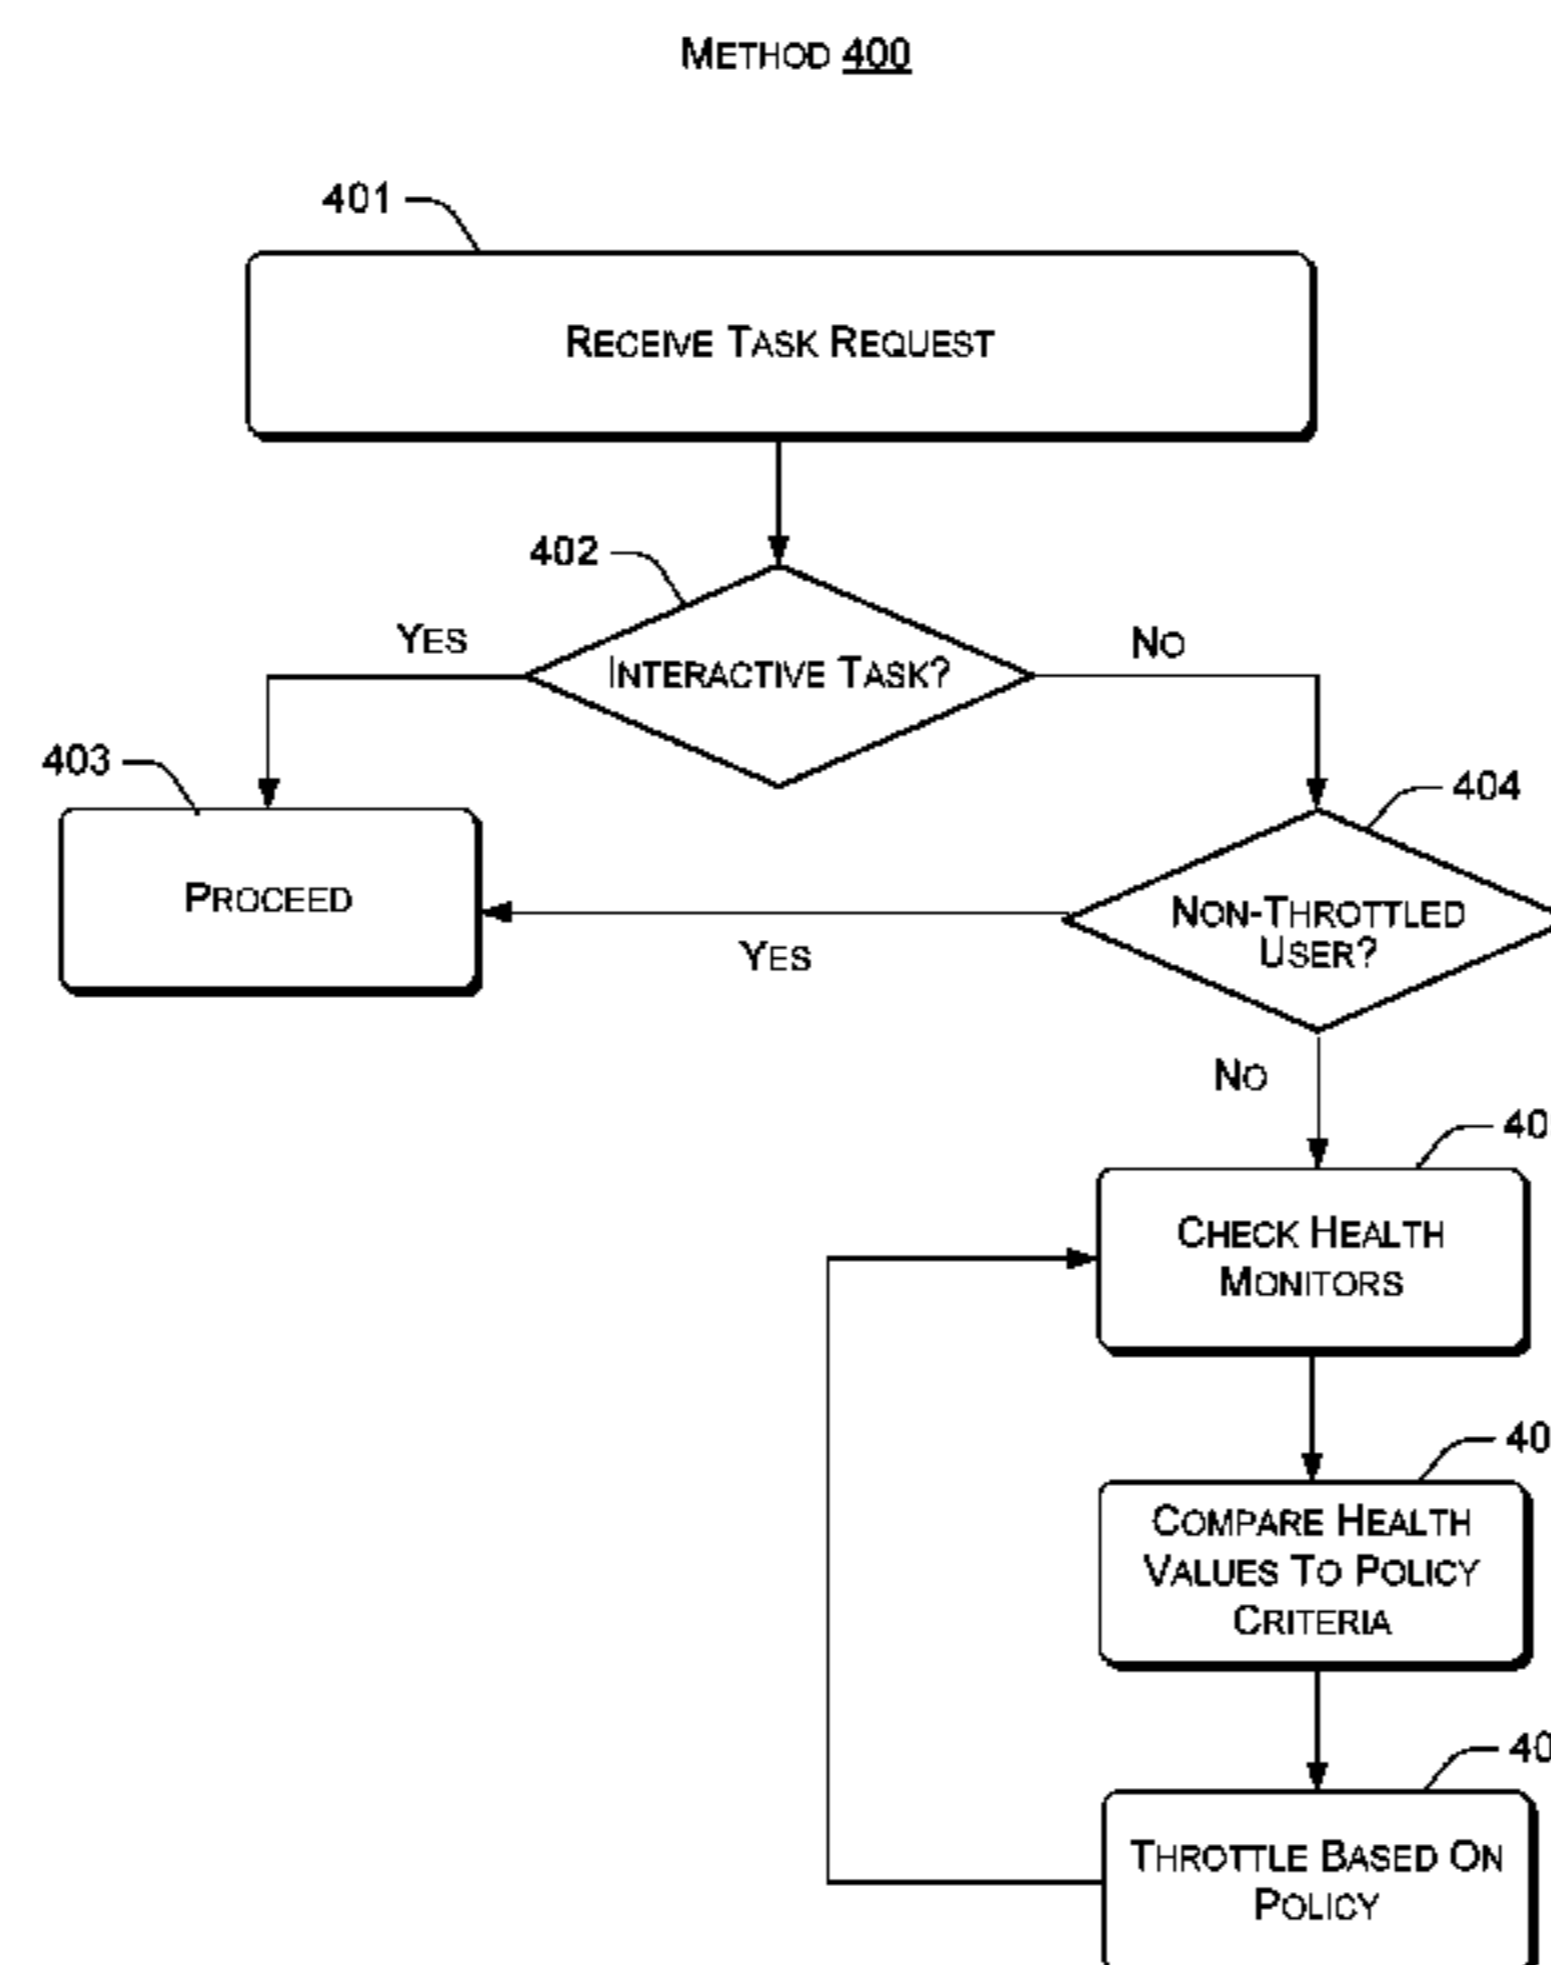 METHOD 400
401
RECEIVE TASK REQUEST
402
YES
INTERACTIVE TASK?
NO
403
404
PROCEED
NON-THROTTLED
USER?
YES
NO
40
CHECK HEALTH
MONITORS
40
COMPARE HEALTH
VALUES TO POLICY
CRITERIA
40
THROTTLE BASED ON
POLICY